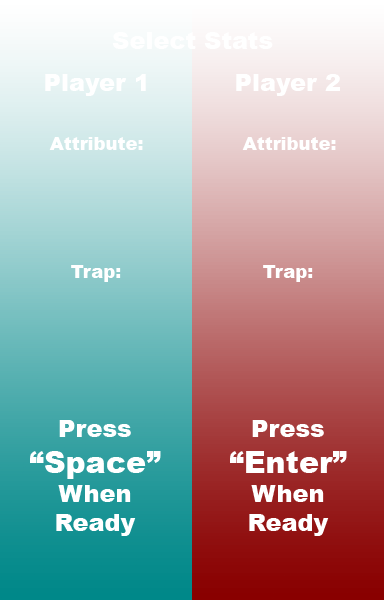 Select Stats
Player 1 Player 2
Attribute: Attribute:
Trap: Trap:
Press Press
“Space” “Enter”
When When
Ready Ready